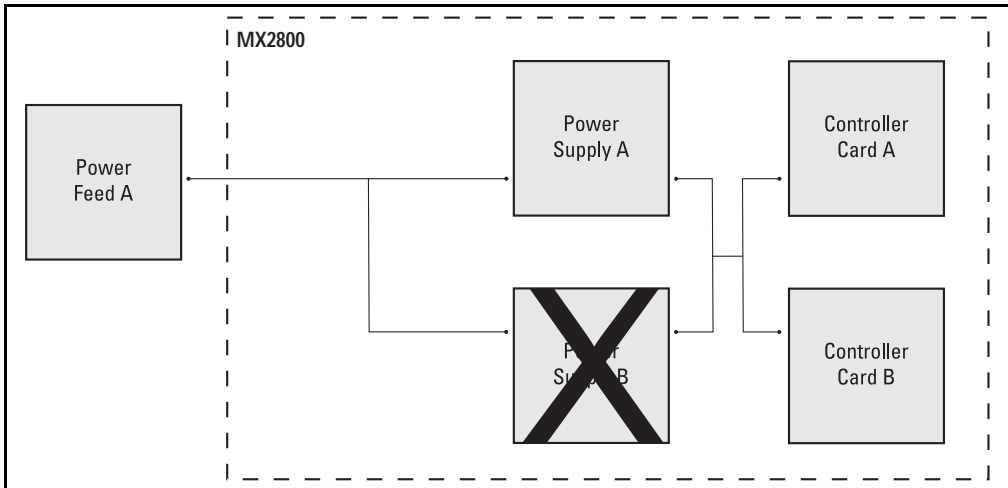 MX2800
Power
Feed A
Power
Supply A
Controller
Card A
B
Controller
Card B